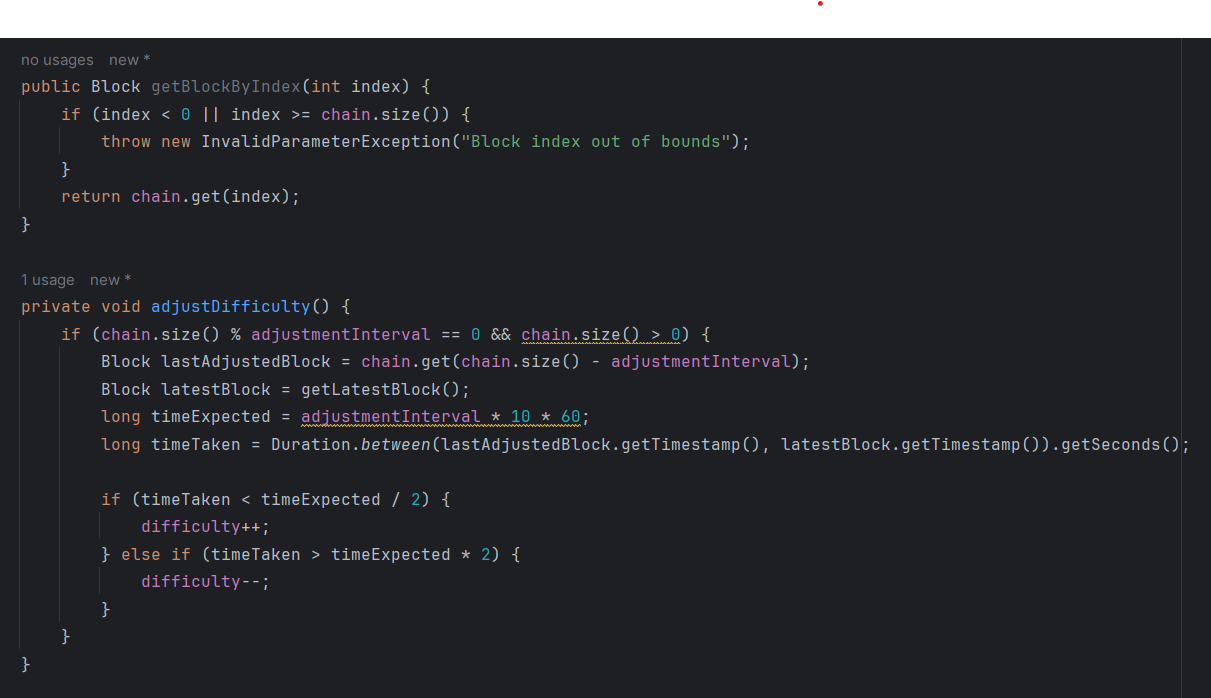 no usages   new *
public Block getBlockByIndex(int index) {
    if (index < 0 || index >= chain.size()) {
        throw new InvalidParameterException("Block index out of bounds");
    }
    return chain.get(index);
}
1 usage   new *
private void adjustDifficulty() {
    if (chain.size() % adjustmentInterval == 0 && chain.size() > 0) {
        Block lastAdjustedBlock = chain.get(chain.size() - adjustmentInterval);
        Block latestBlock = getLatestBlock();
        long timeExpected = adjustmentInterval * 10 * 60;
        long timeTaken = Duration.between(lastAdjustedBlock.getTimestamp(), latestBlock.getTimestamp()).getSeconds();
        if (timeTaken < timeExpected / 2) {
            difficulty++;
        } else if (timeTaken > timeExpected * 2) {
            difficulty--;
        }
    }
}